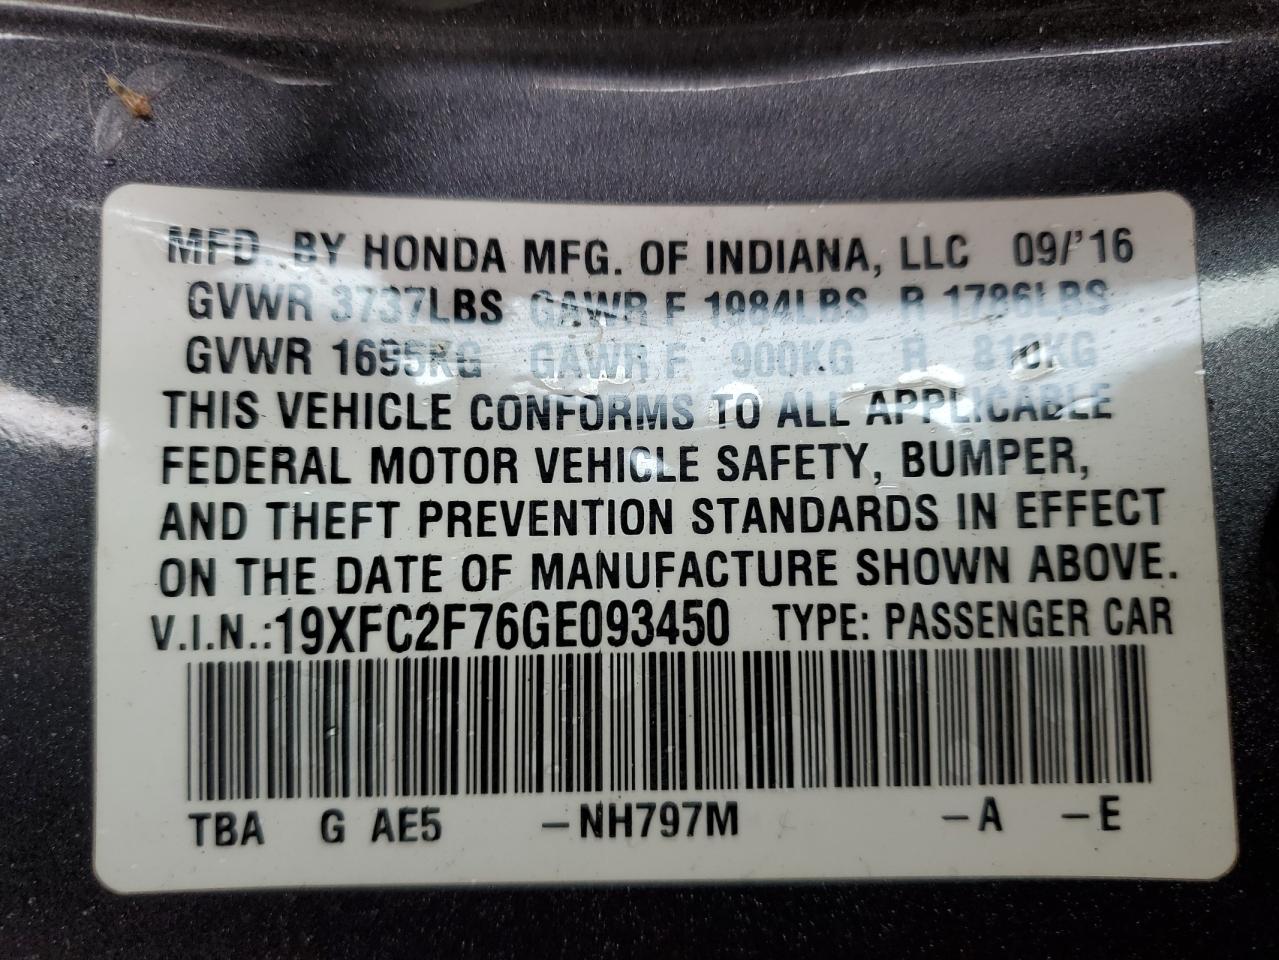 MFD. BY HONDA MFG. OF INDIANA, LLC 09/'16
GVWR 3737LBS GAWR F 1984LBS R 1786LBS
GVWR 1695KG GAWR F 900KG R 810KG
THIS VEHICLE CONFORMS TO ALL APPLICABLE
FEDERAL MOTOR VEHICLE SAFETY, BUMPER,
AND THEFT PREVENTION STANDARDS IN EFFECT
ON THE DATE OF MANUFACTURE SHOWN ABOVE.
V.I.N.:19XFC2F76GE093450 TYPE: PASSENGER CAR
TBA G AE5 -NH797M -A -E